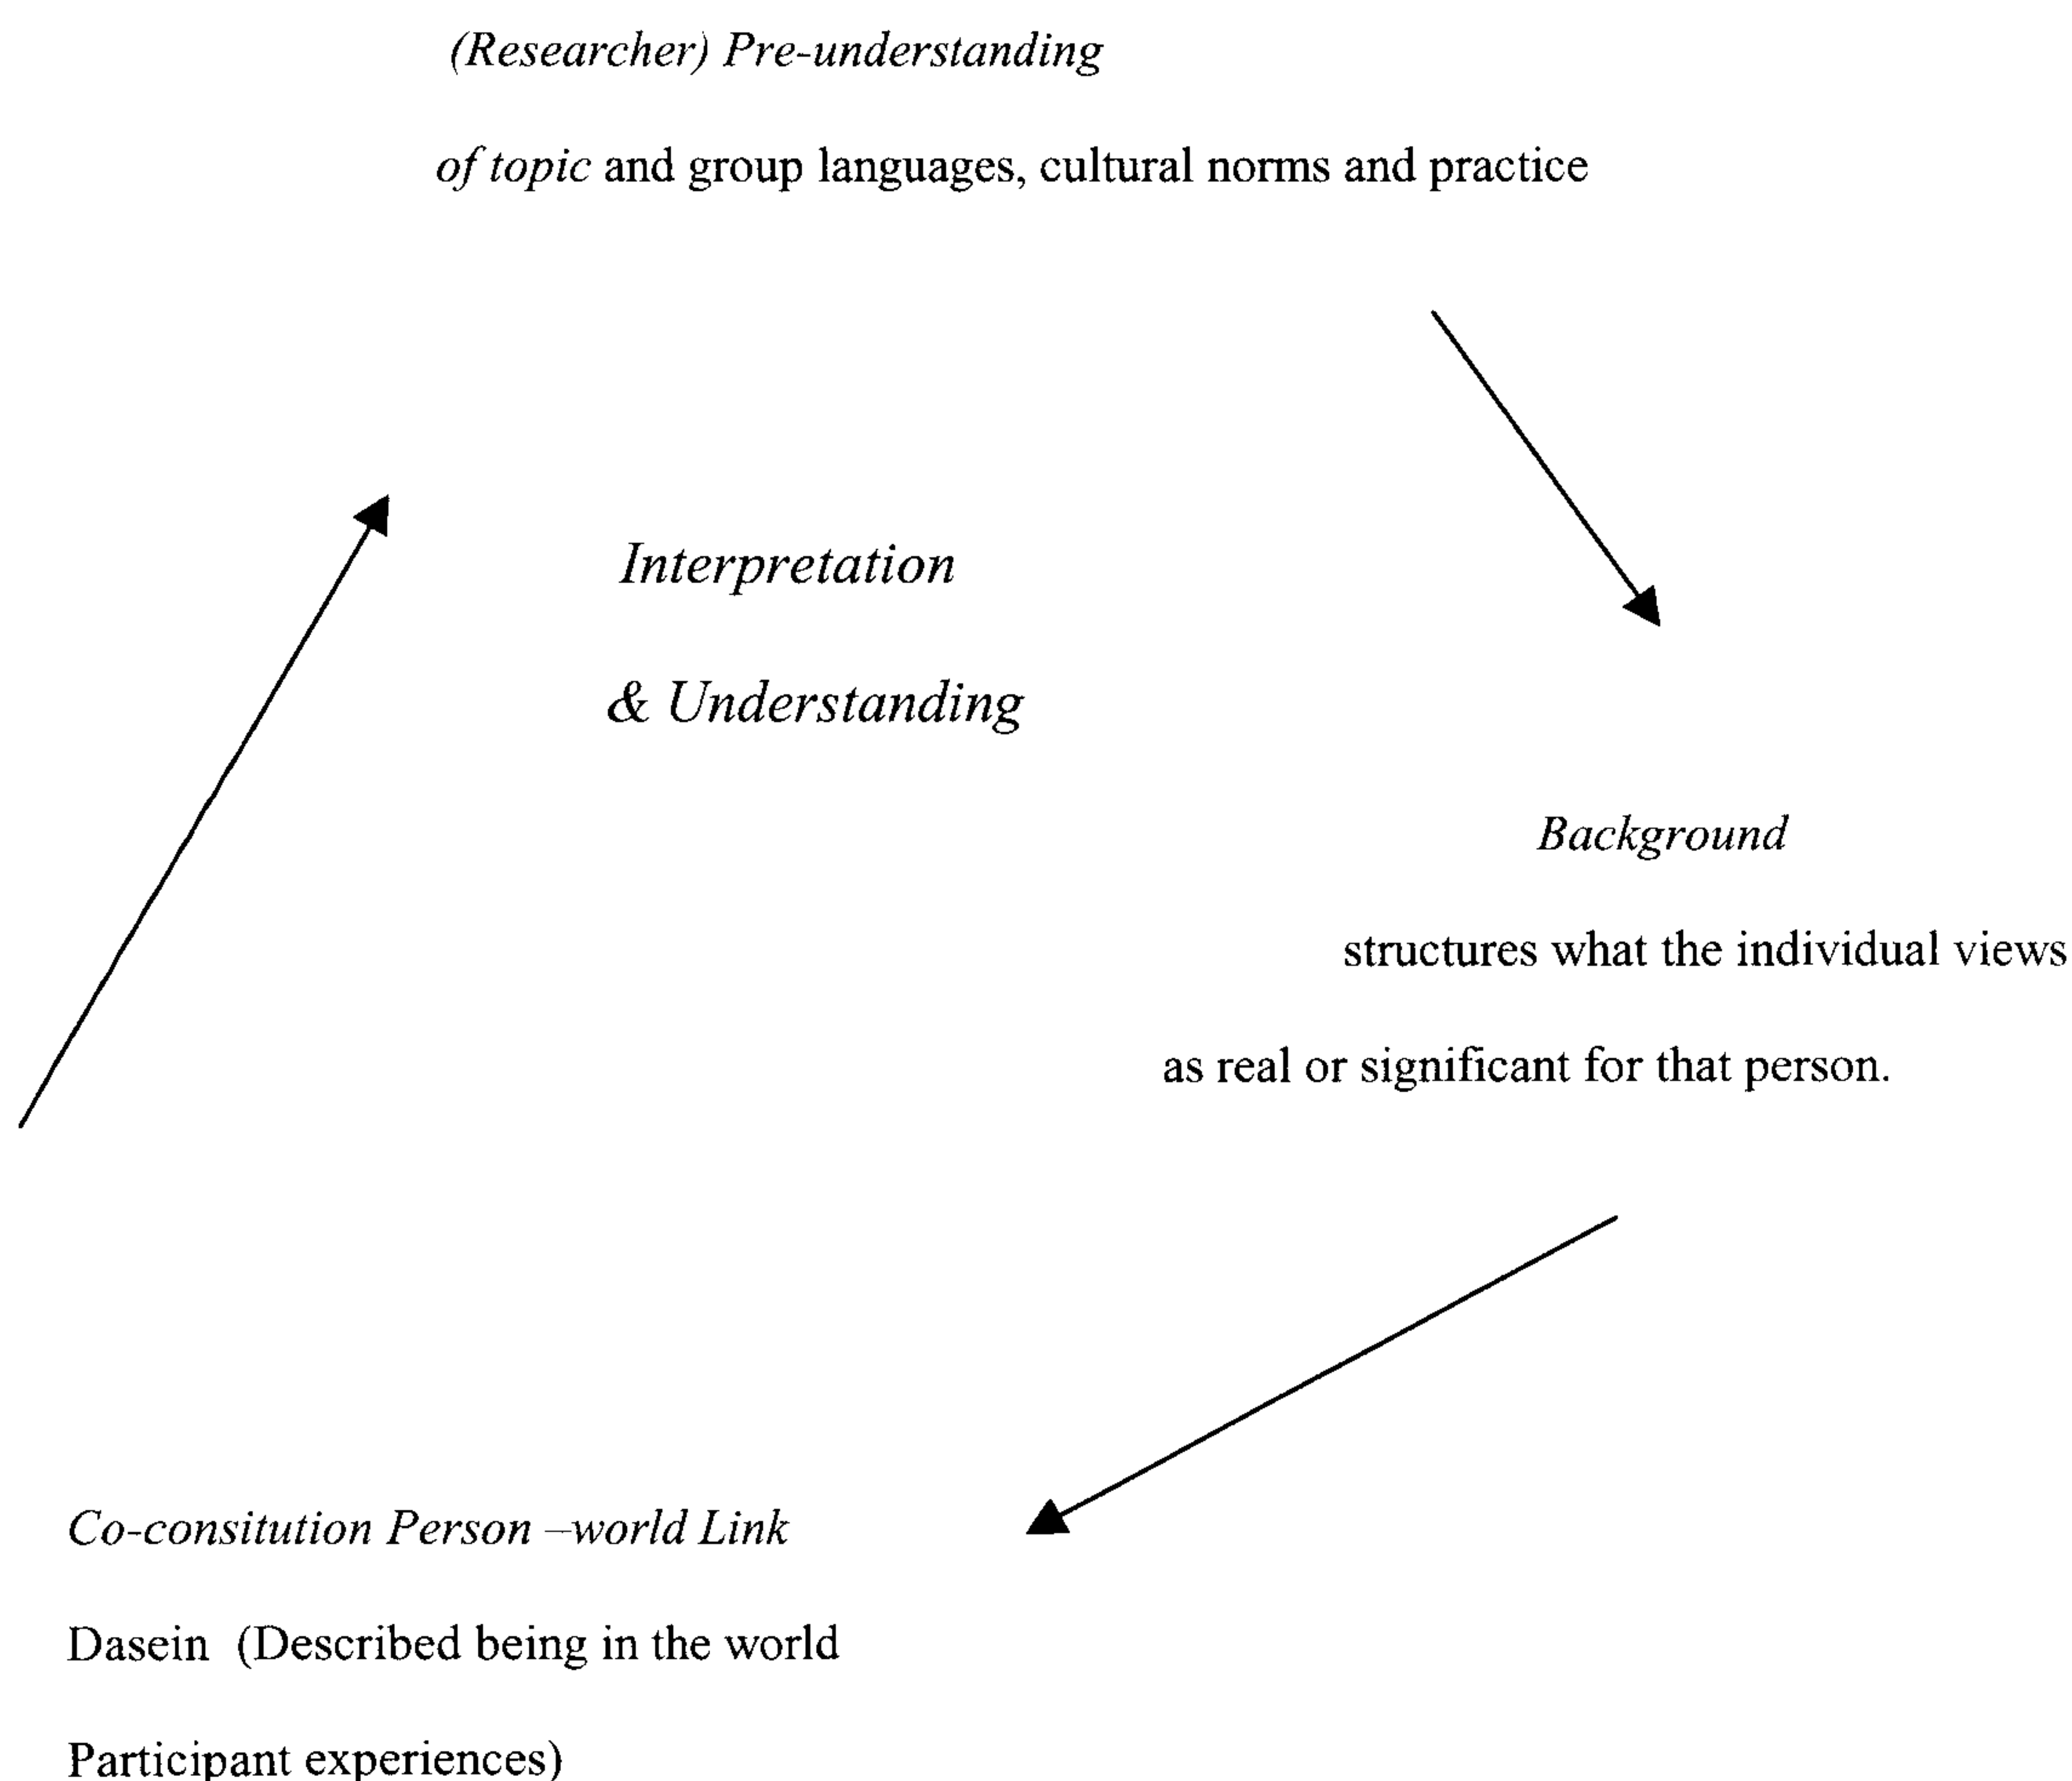 (Researcher) Pre-understanding
of topic and group languages, cultural norms and practice
Interpretation
& Understanding
Background
structures what the individual views
as real or significant for that person.
Co-consitution Person –world Link
Dasein (Described being in the world
Participant experiences)